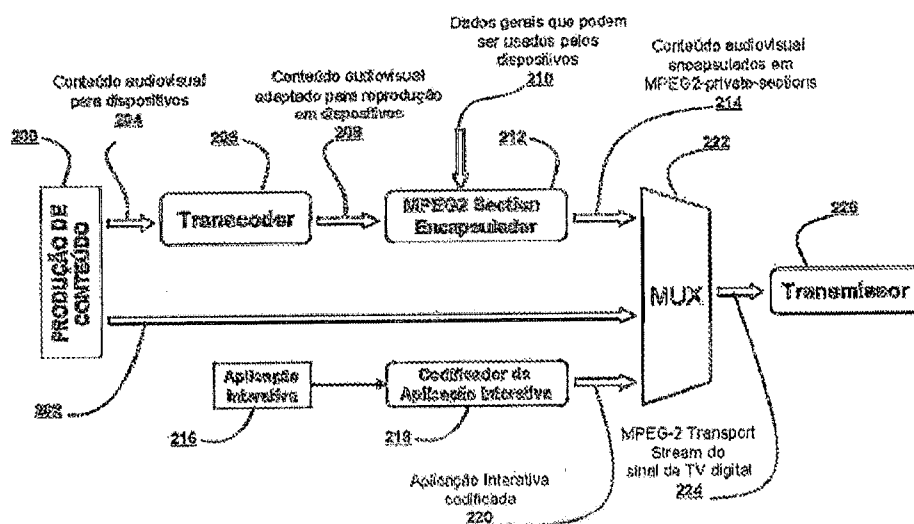 Dados gerais que podem
ser usados pelos
dispositivos
210
Conteúdo audiovisual
encapsulados em
MPEG2-private-sections
214
Conteúdo audiovisual
para dispositivos
204
Conteúdo audiovisual
adaptado para reprodução
em dispositivos
208
200
206
212
222
226
PRODUÇÃO DE
CONTEÚDO
Transcoder
MPEG2 Section
Encapsulador
MUX
Transmissor
202
Aplicação
Interativa
216
Codificador da
Aplicação Interativa
218
Aplicação Interativa
codificada
220
MPEG-2 Transport
Stream do
sinal de TV digital
224